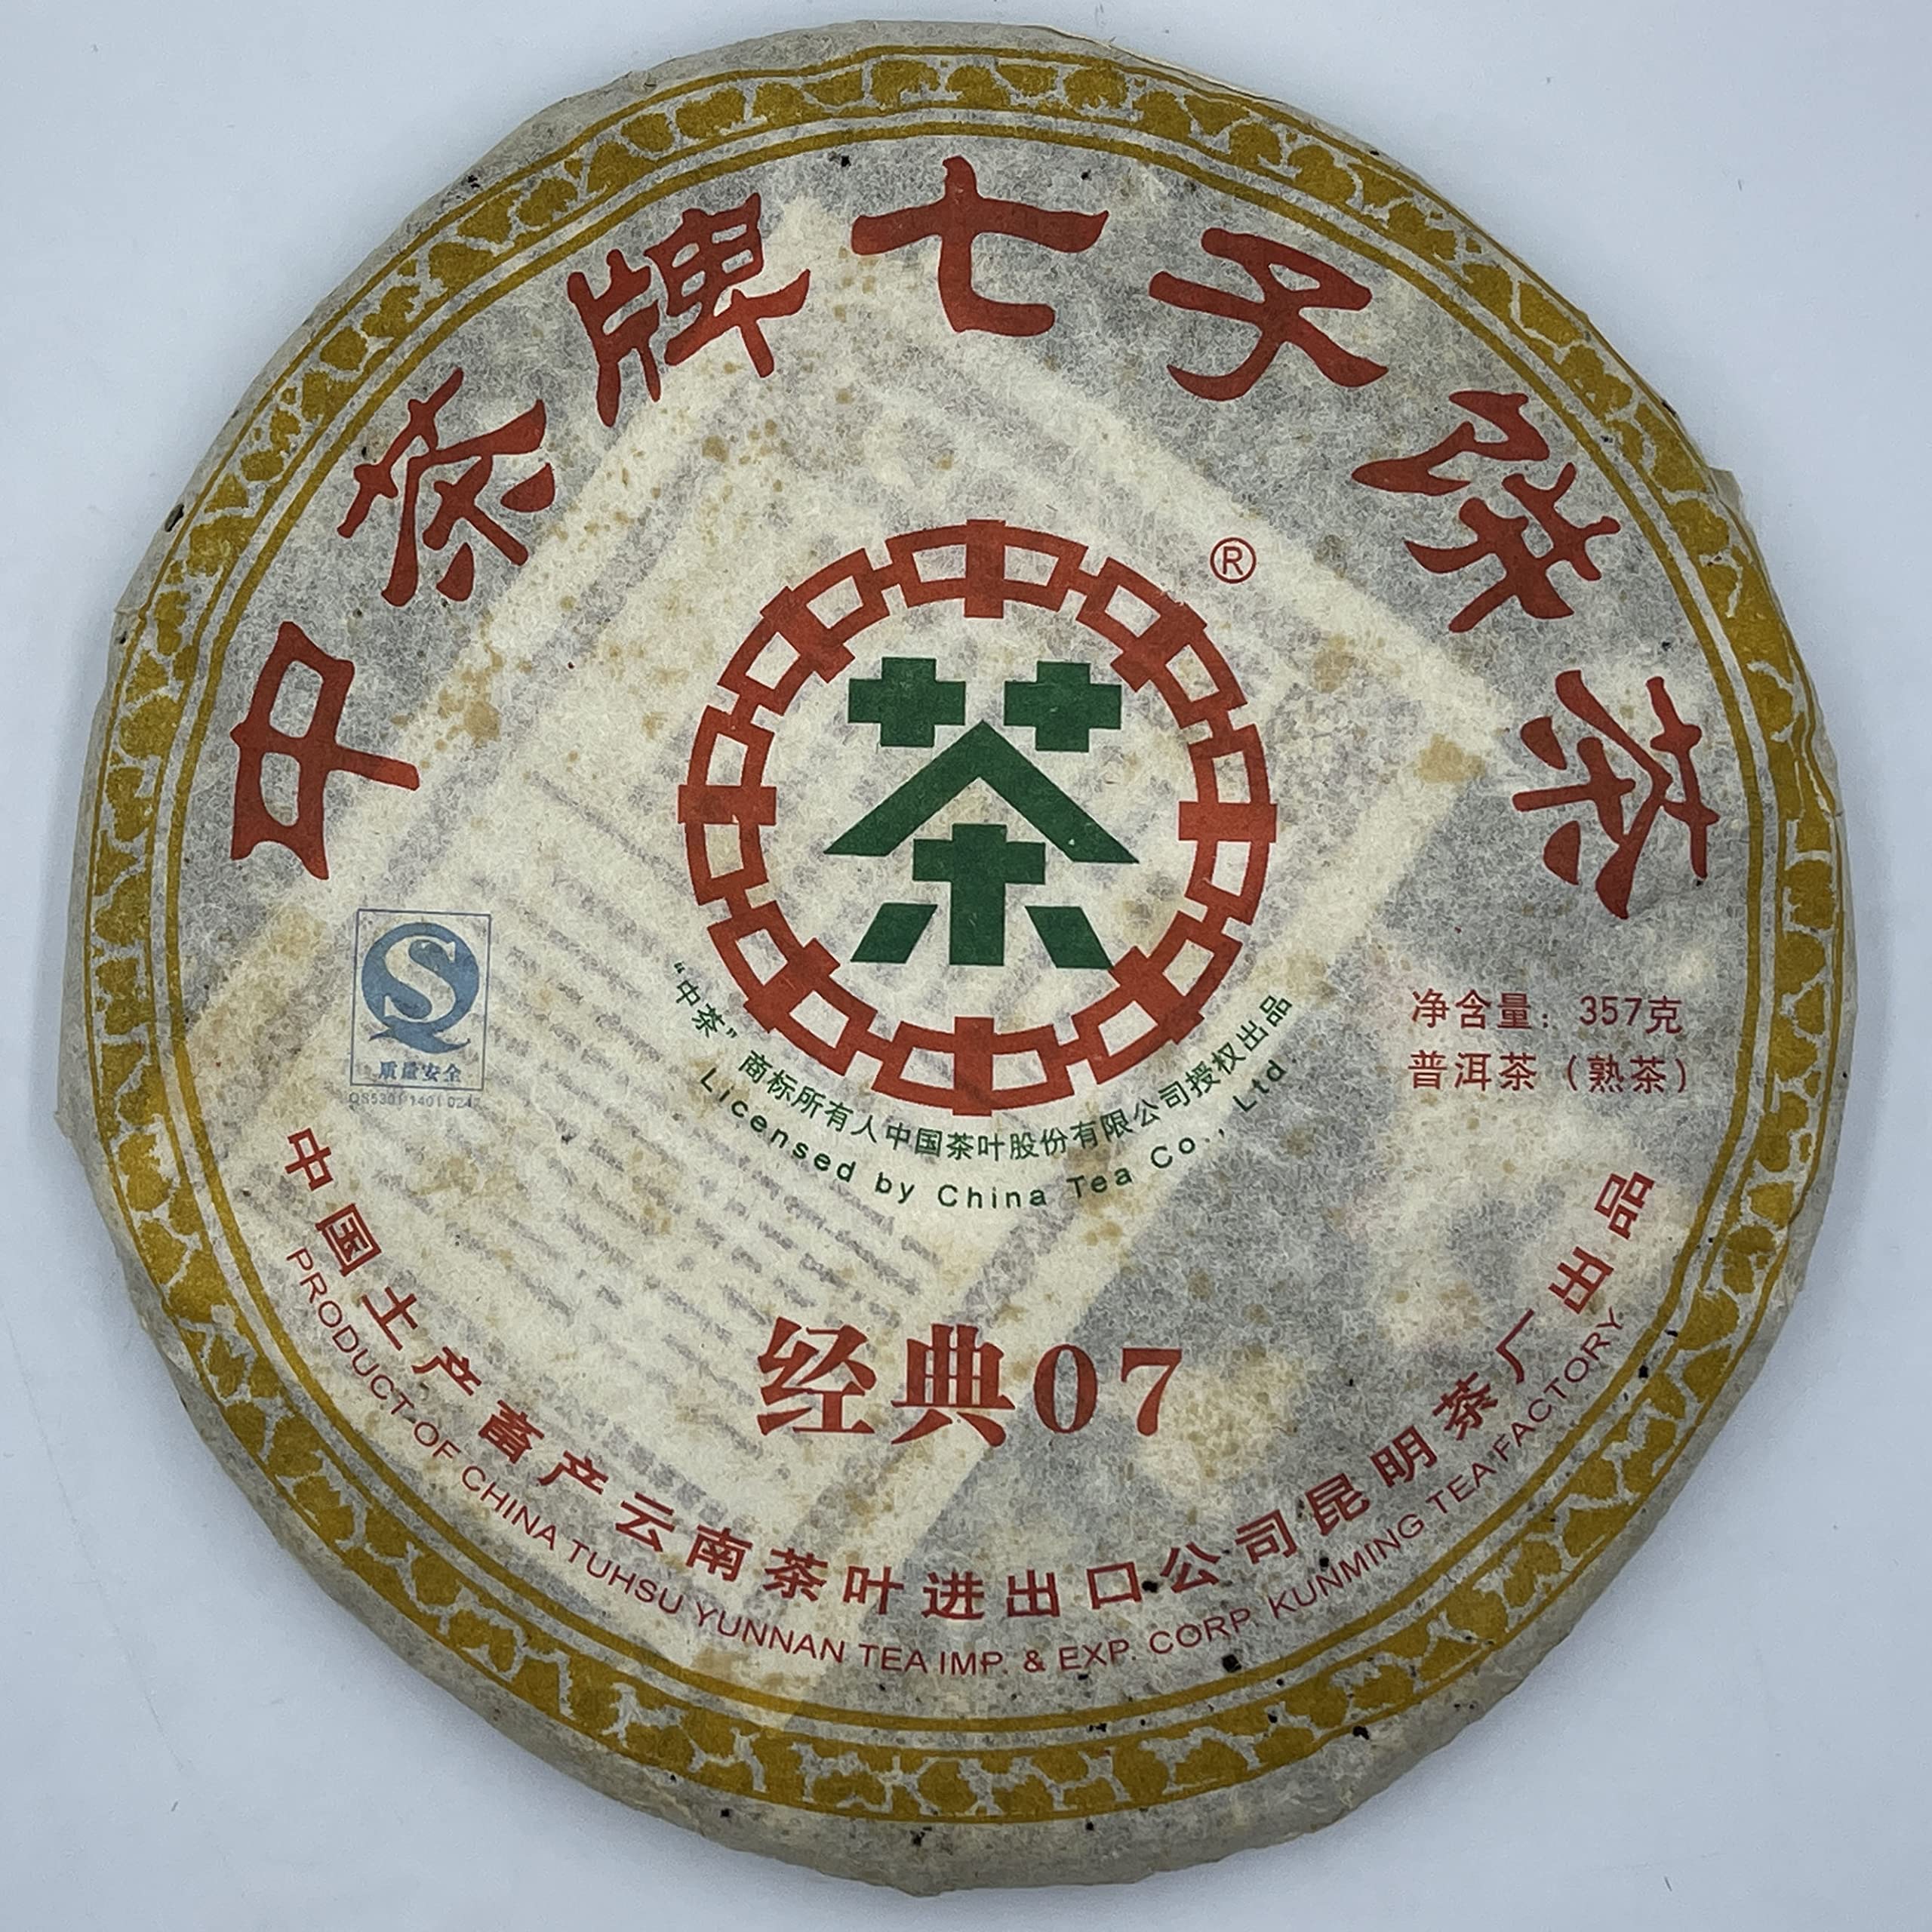 中茶牌七子饼茶
®
茶
"中茶"商标所有人中国茶叶股份有限公司授权出品
Licensed by China Tea Co., Ltd.
净含量：357克
普洱茶（熟茶）
质量安全
QS5301 1401 0247
经典07
中国土产畜产云南茶叶进出口公司昆明茶厂出品
PRODUCT OF CHINA TUHSU YUNNAN TEA IMP. & EXP. CORP. KUNMING TEA FACTORY